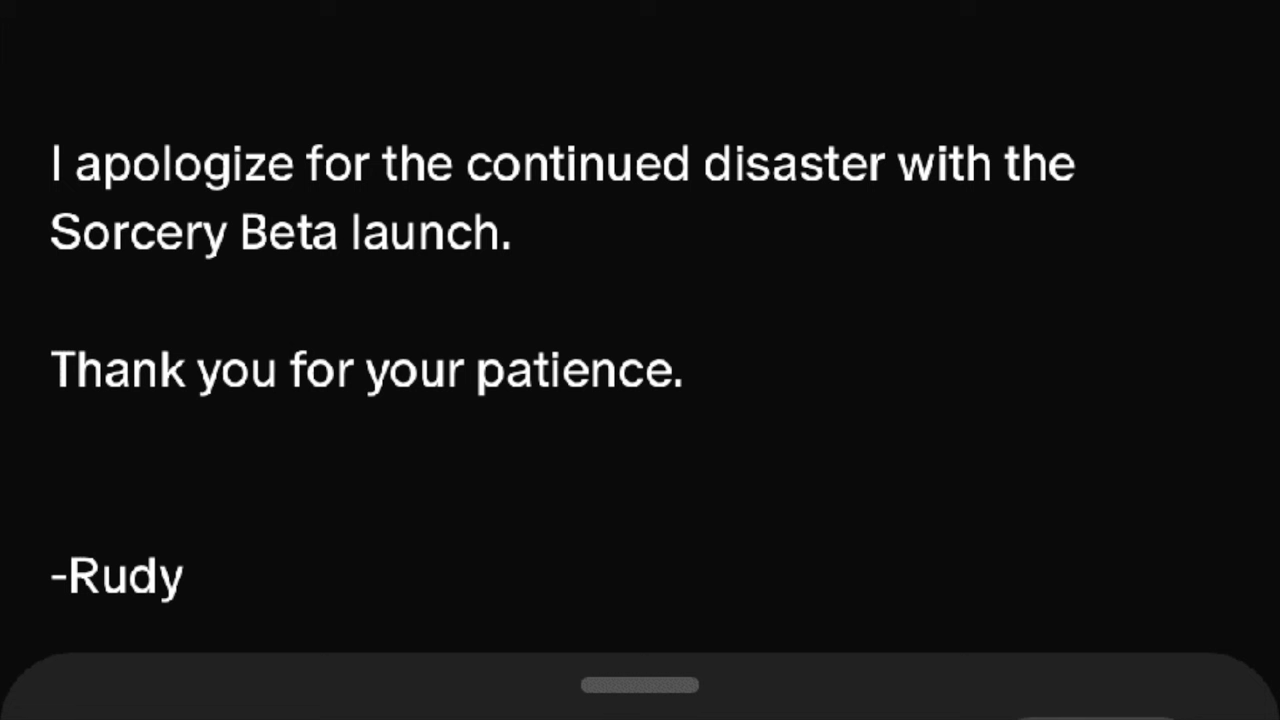 I apologize for the continued disaster with the
Sorcery Beta launch.
Thank you for your patience.
-Rudy